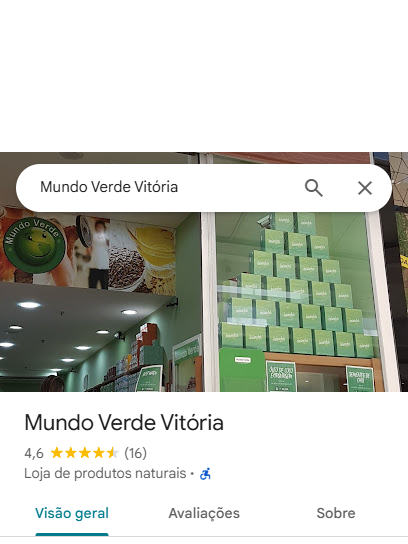 Mundo Verde Vitória
Mundo Verde
Mundo Verde Vitória
4,6 (16)
Loja de produtos naturais •
Visão geral
Avaliações
Sobre